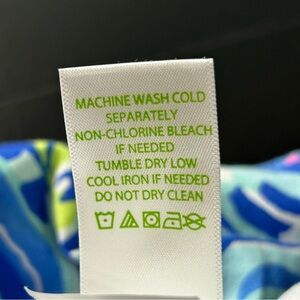 MACHINE WASH COLD
SEPARATELY
NON-CHLORINE BLEACH
IF NEEDED
TUMBLE DRY LOW
COOL IRON IF NEEDED
DO NOT DRY CLEAN